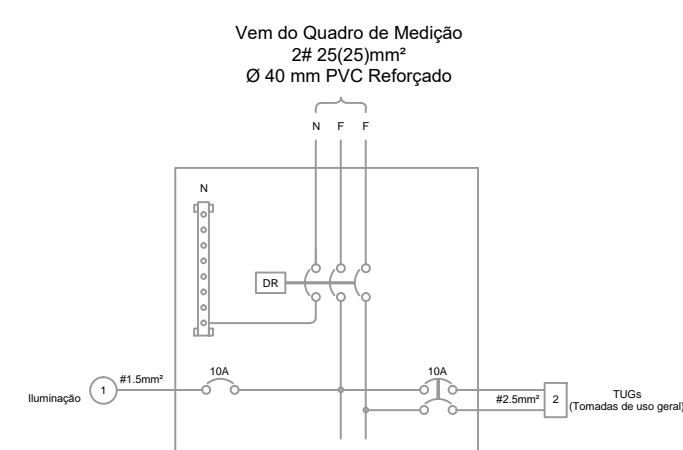 Vem do Quadro de Medição
2# 25(25)mm²
Ø 40 mm PVC Reforçado
N F F
N
DR
10A
10A
#1.5mm²
Iluminação
1
#2.5mm²
2
TUGs
(Tomadas de uso geral)